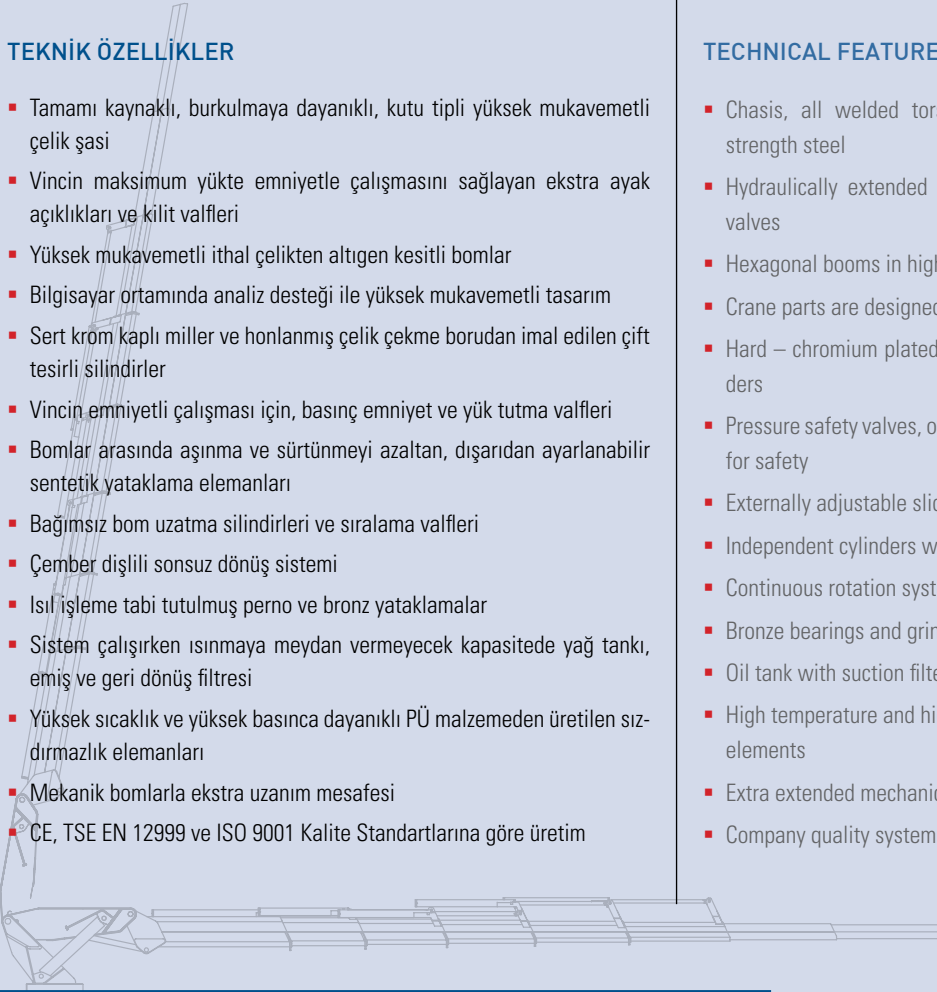 TEKNİK ÖZELLİKLER
▪ Tamamı kaynaklı, burkulmaya dayanıklı, kutu tipli yüksek mukavemetli
çelik şasi
▪ Vincin maksimum yükte emniyetle çalışmasını sağlayan ekstra ayak
açıklıkları ve kilit valfleri
▪ Yüksek mukavemetli ithal çelikten altıgen kesitli bomlar
▪ Bilgisayar ortamında analiz desteği ile yüksek mukavemetli tasarım
▪ Sert krom kaplı miller ve honlanmış çelik çekme borudan imal edilen çift
tesirli silindirler
▪ Vincin emniyetli çalışması için, basınç emniyet ve yük tutma valfleri
▪ Bomlar arasında aşınma ve sürtünmeyi azaltan, dışarıdan ayarlanabilir
sentetik yataklama elemanları
▪ Bağımsız bom uzatma silindirleri ve sıralama valfleri
▪ Çember dişlili sonsuz dönüş sistemi
▪ Isıl işleme tabi tutulmuş perno ve bronz yataklamalar
▪ Sistem çalışırken ısınmaya meydan vermeyecek kapasitede yağ tankı,
emiş ve geri dönüş filtresi
▪ Yüksek sıcaklık ve yüksek basınca dayanıklı PÜ malzemeden üretilen sız-
dırmazlık elemanları
▪ Mekanik bomlarla ekstra uzanım mesafesi
▪ CE, TSE EN 12999 ve ISO 9001 Kalite Standartlarına göre üretim
TECHNICAL FEATURE
▪ Chasis, all welded
strength steel
▪ Hydraulically extended
valves
▪ Hexagonal booms in
▪ Crane parts are designed
▪ Hard – chromium plated
ders
▪ Pressure safety valves,
for safety
▪ Externally adjustable
▪ Independent cylinders
▪ Continuous rotation
▪ Bronze bearings and
▪ Oil tank with suction
▪ High temperature and
elements
▪ Extra extended
▪ Company quality system